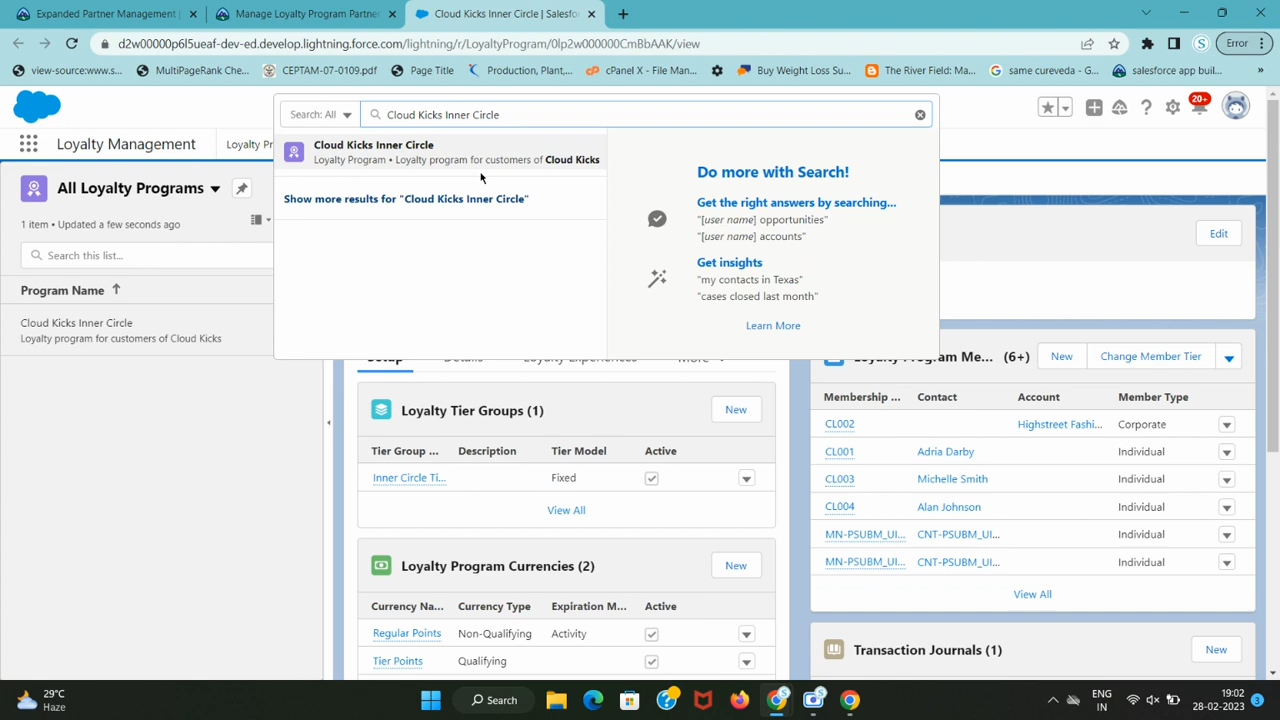 Expanded Partner Management |
Manage Loyalty Program Partner
Cloud Kicks Inner Circle | Salesfo
d2w00000p6l5ueaf-dev-ed.develop.lightning.force.com/lightning/r/LoyaltyProgram/0lp2w000000CmBbAAK/view
Error
view-source:www.s...
MultiPageRank Che...
CEPTAM-07-0109.pdf
Page Title
Production, Plant,...
cPanel X - File Man...
Buy Weight Loss Su...
The River Field: Ma...
same cureveda - G...
salesforce app buil...
Search: All
Cloud Kicks Inner Circle
20+
Loyalty Management
Loyalty Pr
Cloud Kicks Inner Circle
Loyalty Program • Loyalty program for customers of Cloud Kicks
Show more results for "Cloud Kicks Inner Circle"
Do more with Search!
Get the right answers by searching...
"[user name] opportunities"
"[user name] accounts"
Get insights
"my contacts in Texas"
"cases closed last month"
Learn More
All Loyalty Programs
1 item • Updated a few seconds ago
Search this list...
Program Name
Cloud Kicks Inner Circle
Loyalty program for customers of Cloud Kicks
Edit
Loyalty Tier Groups (1)
New
Tier Group ... Description Tier Model Active
Inner Circle Ti... Fixed
View All
Loyalty Program Currencies (2)
New
Currency Na... Currency Type Expiration M... Active
Regular Points Non-Qualifying Activity
Tier Points Qualifying
Loyalty Program Me... (6+)
New
Change Member Tier
Membership ... Contact Account Member Type
CL002 Highstreet Fashi... Corporate
CL001 Adria Darby Individual
CL003 Michelle Smith Individual
CL004 Alan Johnson Individual
MN-PSUBM_UI... CNT-PSUBM_UI... Individual
MN-PSUBM_UI... CNT-PSUBM_UI... Individual
View All
Transaction Journals (1)
New
29°C
Haze
Search
ENG
IN
19:02
28-02-2023
3